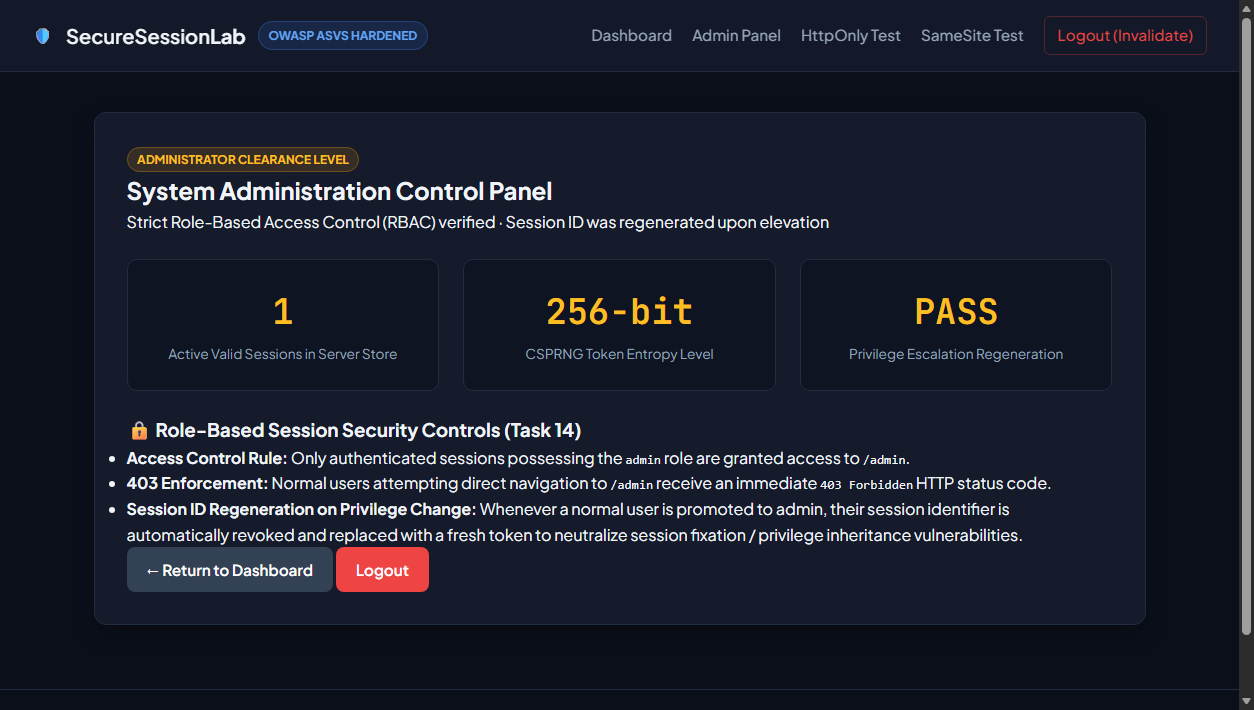 SecureSessionLab OWASP ASVS HARDENED Dashboard Admin Panel HttpOnly Test SameSite Test Logout (Invalidate)
ADMINISTRATOR CLEARANCE LEVEL
System Administration Control Panel
Strict Role-Based Access Control (RBAC) verified · Session ID was regenerated upon elevation
1
Active Valid Sessions in Server Store
256-bit
CSPRNG Token Entropy Level
PASS
Privilege Escalation Regeneration
🔒 Role-Based Session Security Controls (Task 14)
• Access Control Rule: Only authenticated sessions possessing the admin role are granted access to /admin.
• 403 Enforcement: Normal users attempting direct navigation to /admin receive an immediate 403 Forbidden HTTP status code.
• Session ID Regeneration on Privilege Change: Whenever a normal user is promoted to admin, their session identifier is
automatically revoked and replaced with a fresh token to neutralize session fixation / privilege inheritance vulnerabilities.
← Return to Dashboard Logout